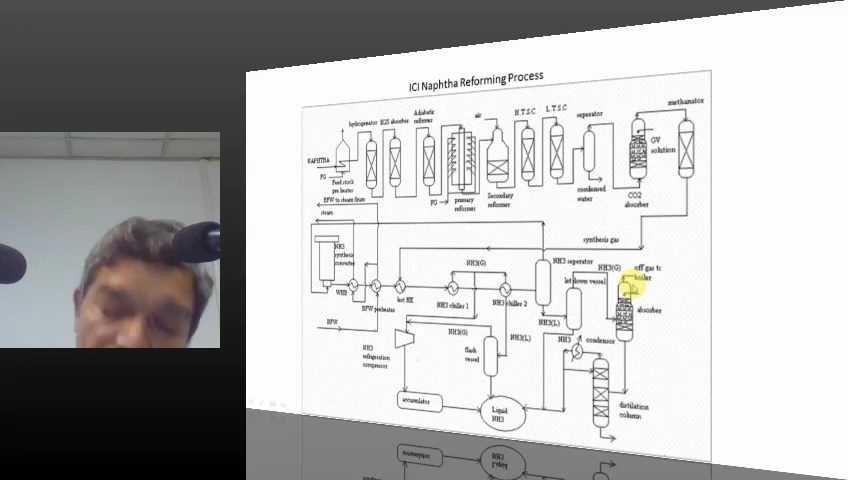 ICI Naphtha Reforming Process
hydrogenator
H2S absorber
Adiabatic
reformer
air
H.T.S.C
L.T.S.C
seperator
methanator
GV
solution
NAPHTHA
FG
Feed stock
pre heater
FG
primary
reformer
Secondary
reformer
condensed
water
CO2
absorber
BFW to steam drum
steam
synthesis gas
NH3
synthesis
converter
NH3(G)
NH3 seperator
NH3(G)
off gas to
boiler
let down vessel
WHB
BFW preheater
hot HE
NH3 chiller 1
NH3 chiller 2
absorber
BFW
NH3(G)
NH3(L)
NH3(L)
NH3
condensor
NH3
refrigeration
compressor
flash
vessel
accumulator
Liquid
NH3
distilation
column